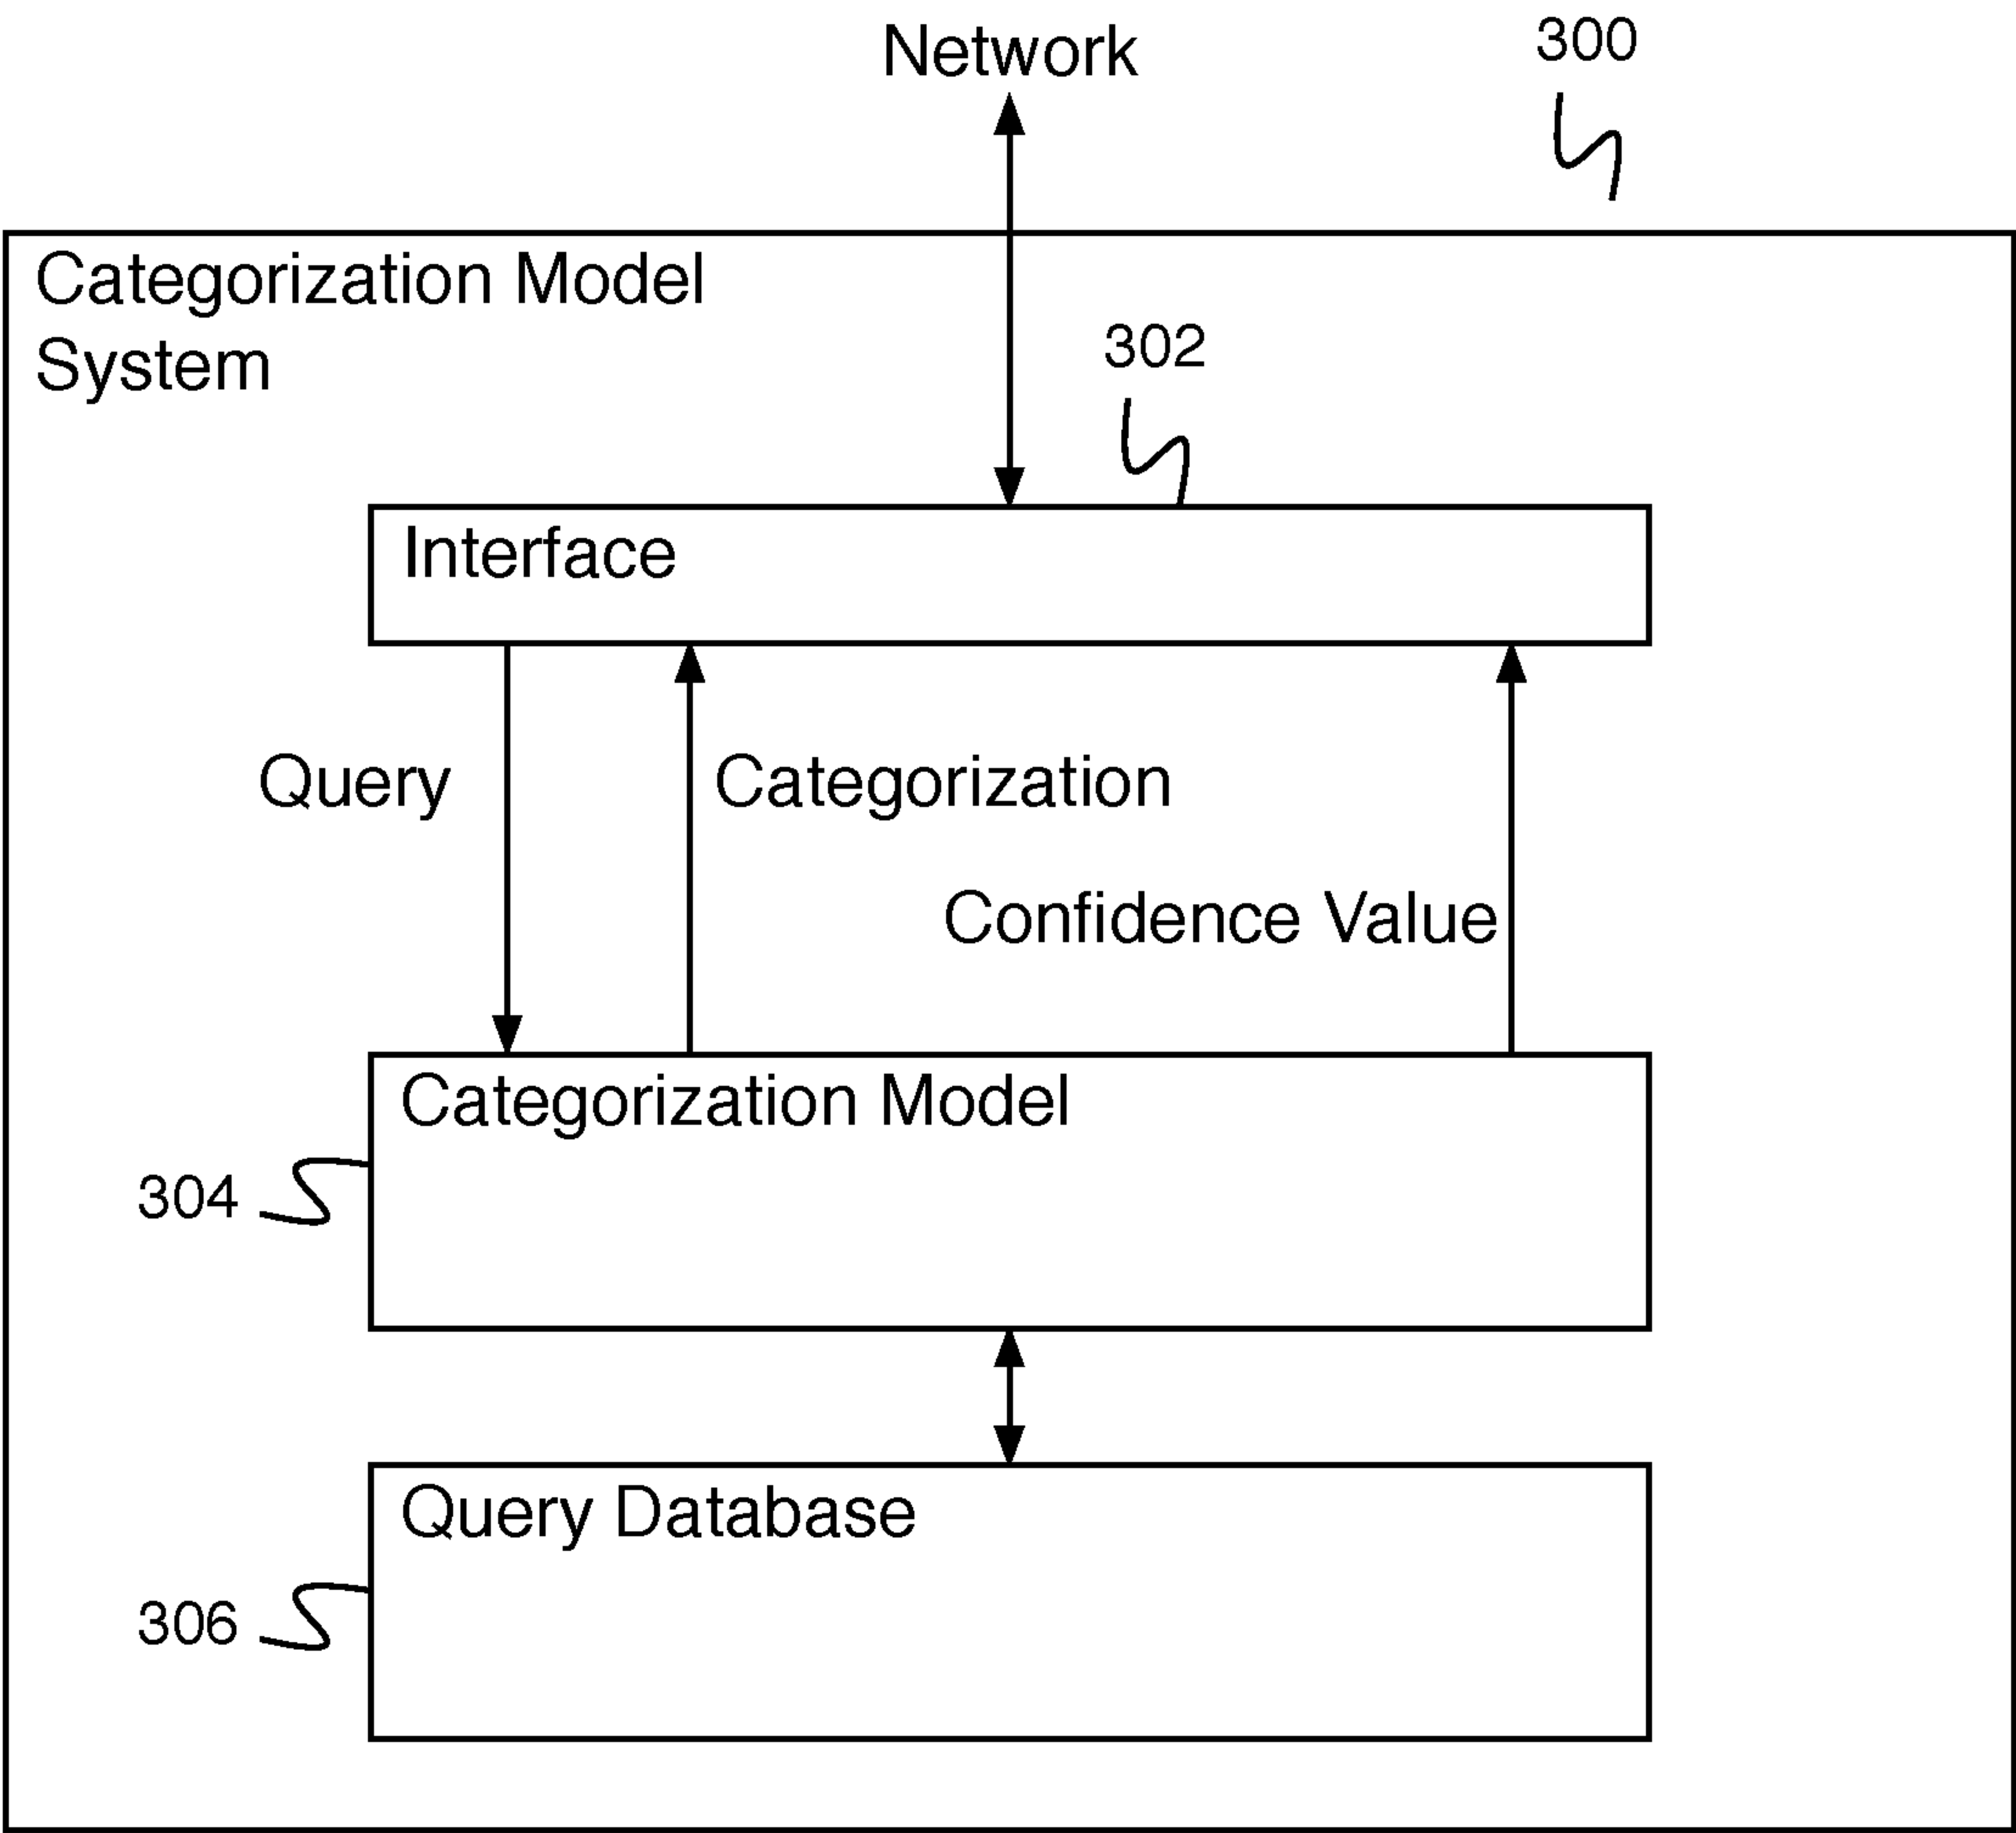 Network
300
Categorization Model
System
302
Interface
Query
Categorization
Confidence Value
Categorization Model
304
Query Database
306